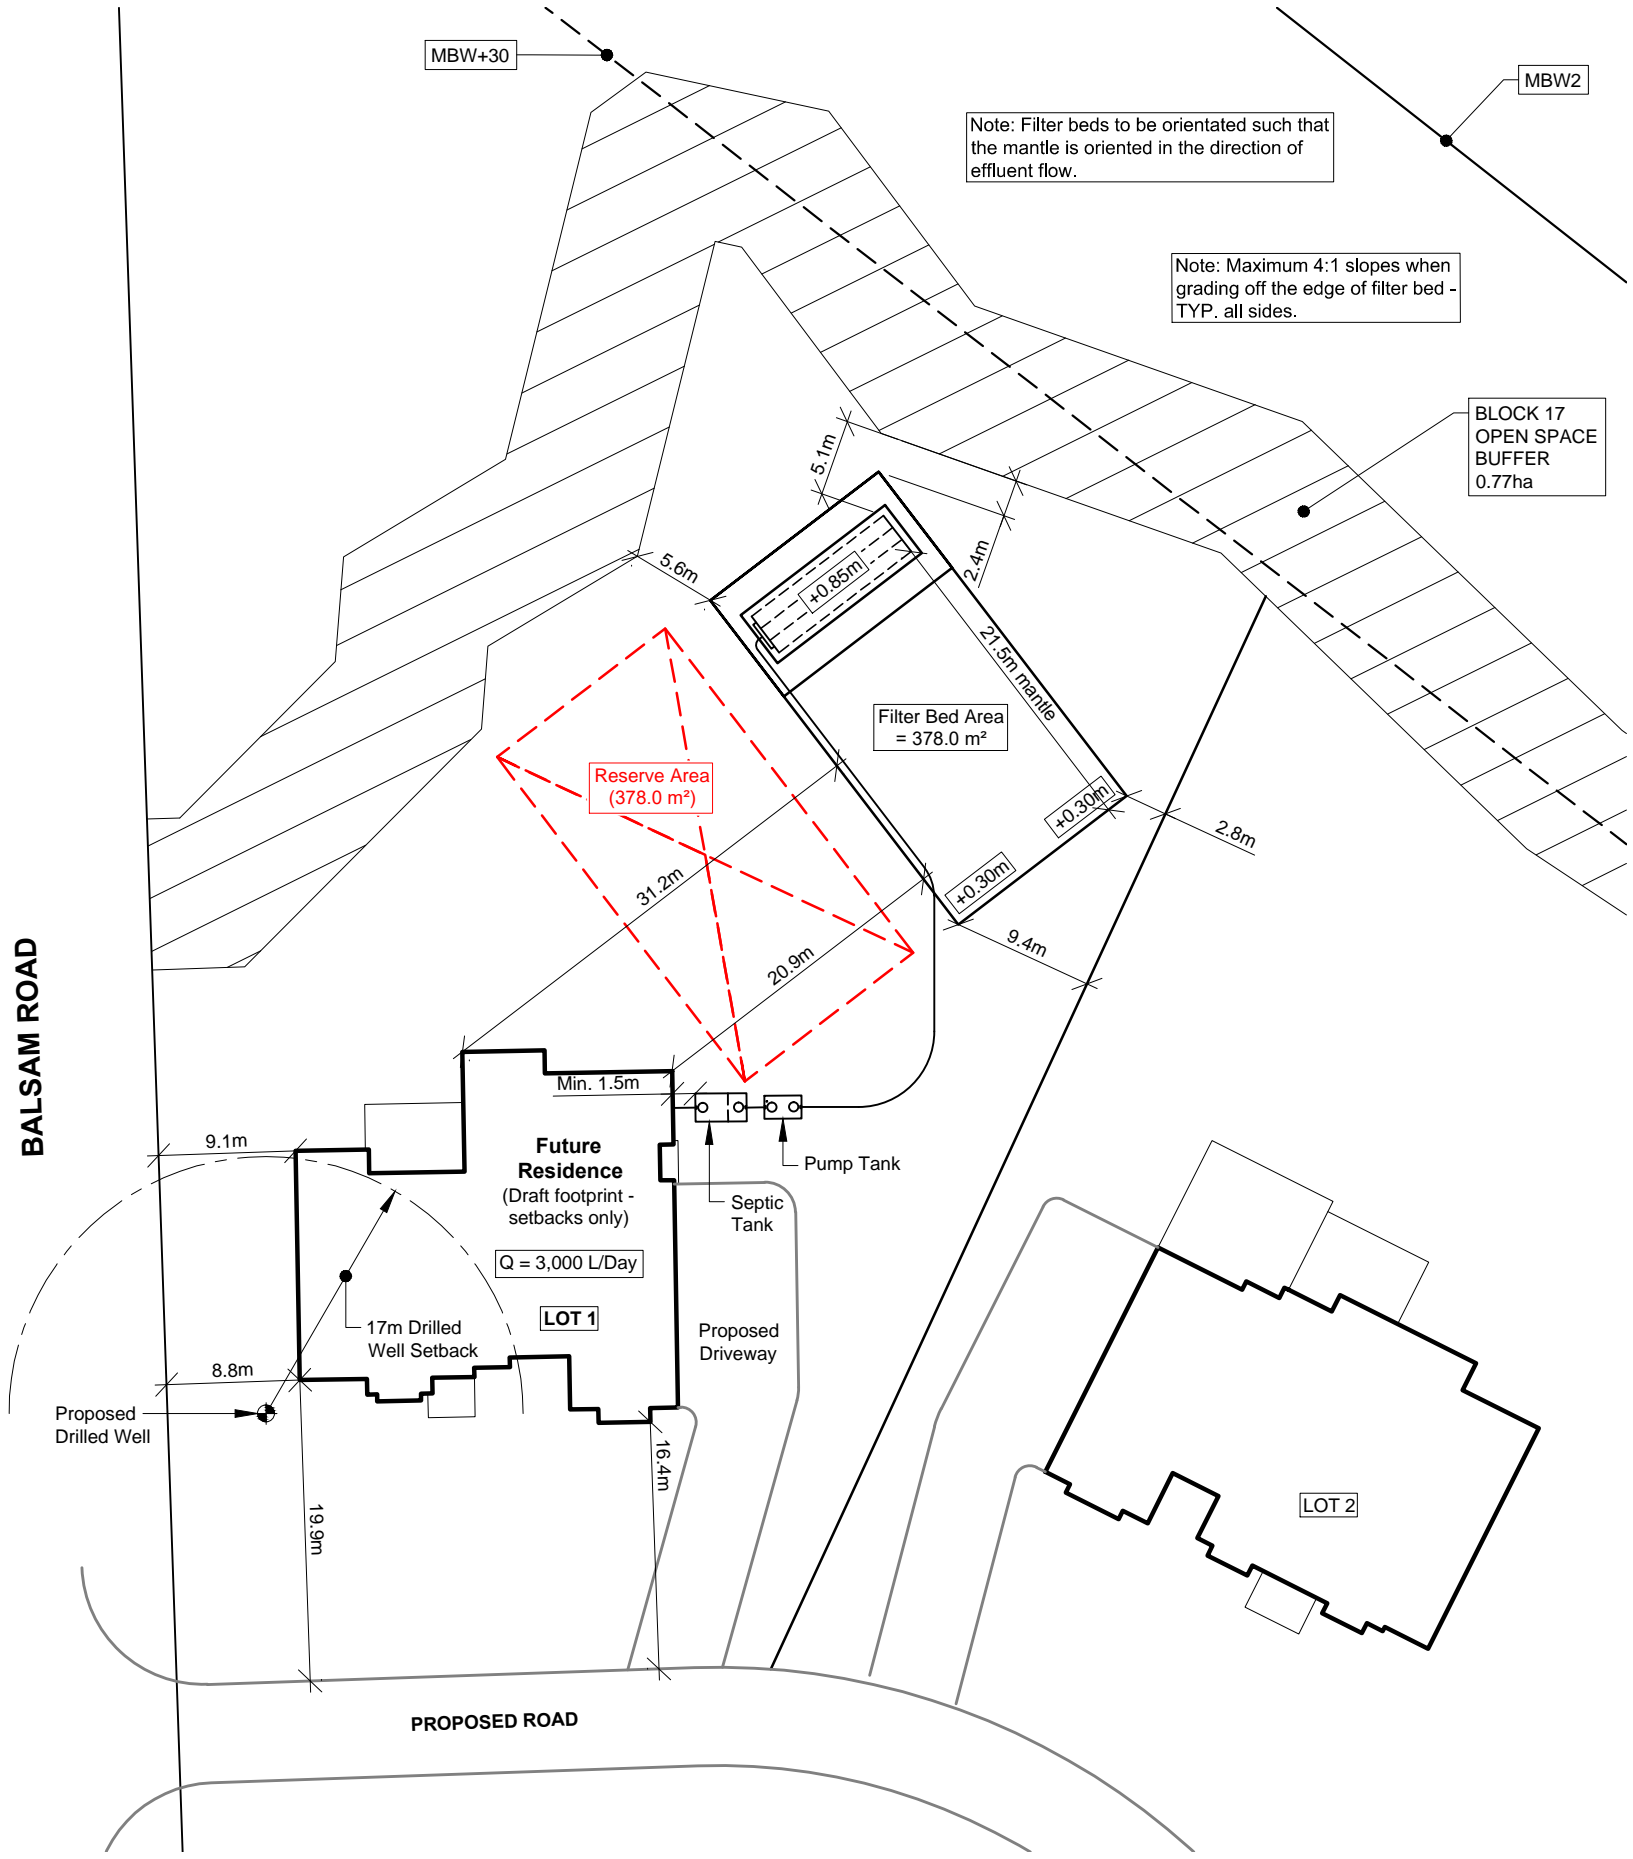 MBW+30
MBW2
Note: Filter beds to be orientated such that
the mantle is oriented in the direction of
effluent flow.
Note: Maximum 4:1 slopes when
grading off the edge of filter bed -
TYP. all sides.
BLOCK 17
OPEN SPACE
BUFFER
0.77ha
5.1m
2.4m
5.6m
+0.85m
21.5m mantle
Filter Bed Area
= 378.0 m²
Reserve Area
(378.0 m²)
+0.30m
+0.30m
2.8m
31.2m
20.9m
9.4m
BALSAM ROAD
Min. 1.5m
9.1m
Future
Residence
(Draft footprint -
setbacks only)
Q = 3,000 L/Day
LOT 1
Pump Tank
Septic
Tank
17m Drilled
Well Setback
Proposed
Driveway
8.8m
Proposed
Drilled Well
16.4m
19.9m
LOT 2
PROPOSED ROAD